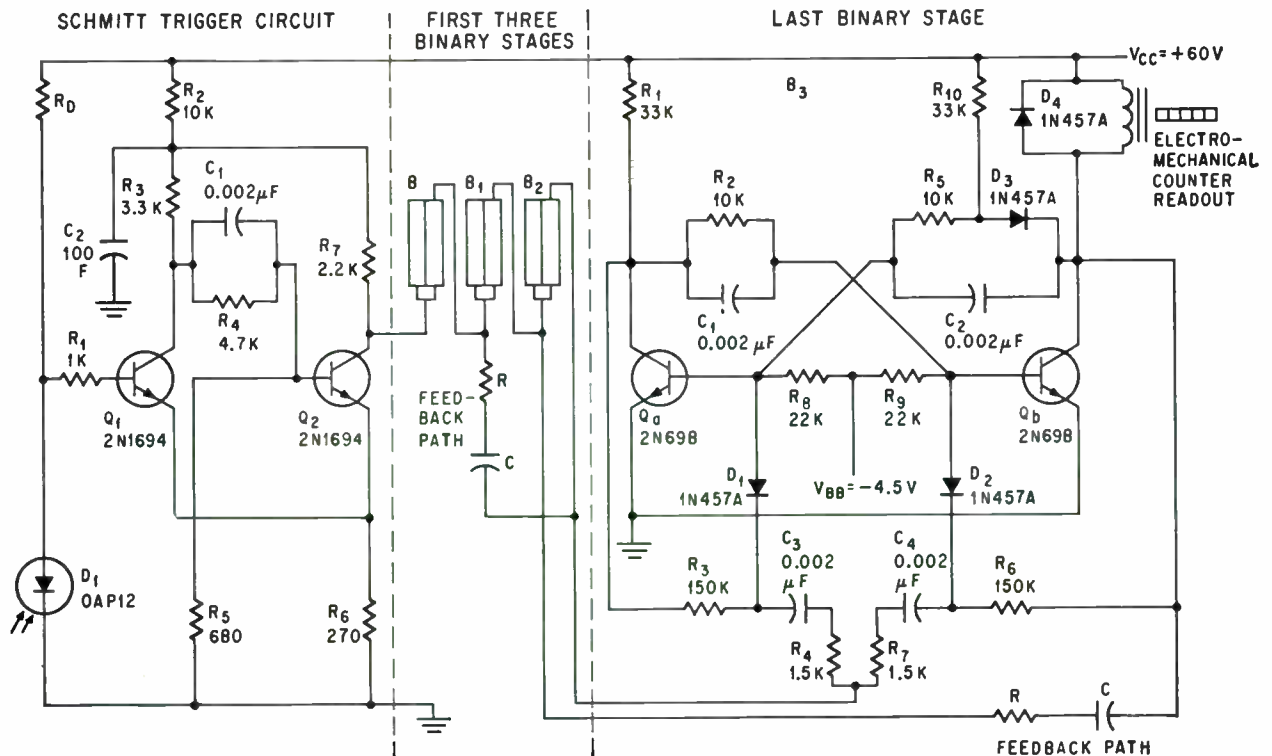 SCHMITT TRIGGER CIRCUIT
FIRST THREE
BINARY STAGES
LAST BINARY STAGE
VCC=+60V
RD
R2
10K
R3
3.3K
C1
0.002μF
C2
100
F
R4
4.7K
R7
2.2K
R1
1K
Q1
2N1694
Q2
2N1694
D1
OAP12
R5
680
R6
270
B
B1
B2
FEED-
BACK
PATH
R
C
R1
33K
B3
R10
33K
D4
1N457A
ELECTRO-
MECHANICAL
COUNTER
READOUT
R2
10K
R5
10K
D3
1N457A
C1
0.002μF
C2
0.002μF
Qa
2N698
R8
22K
R9
22K
Qb
2N698
D1
1N457A
VBB=-4.5V
D2
1N457A
R3
150K
C3
0.002
μF
C4
0.002
μF
R6
150K
R4
1.5K
R7
1.5K
R
C
FEEDBACK PATH